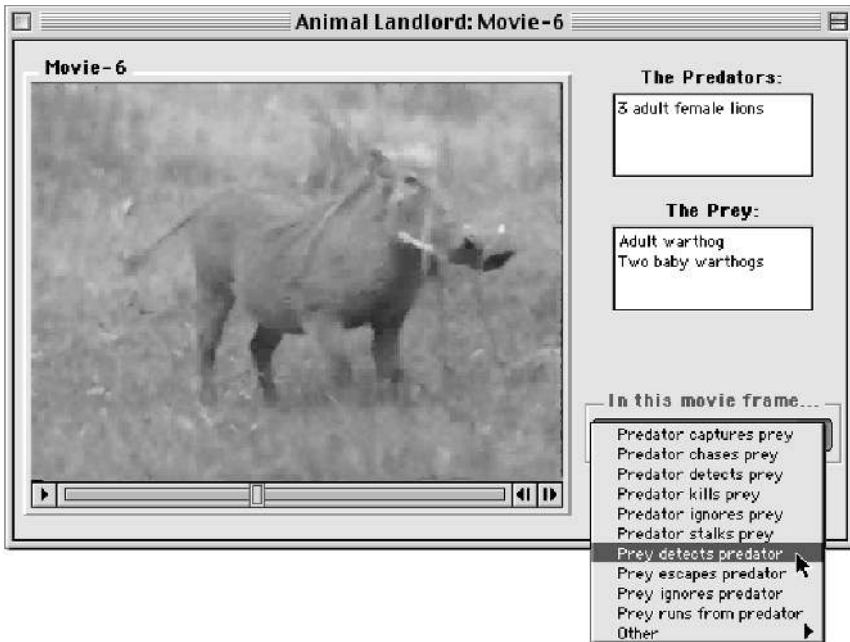 Animal Landlord: Movie-6
Movie-6
The Predators:
3 adult female lions
The Prey:
Adult warthog
Two baby warthogs
In this movie frame...
Predator captures prey
Predator chases prey
Predator detects prey
Predator kills prey
Predator ignores prey
Predator stalks prey
Prey detects predator
Prey escapes predator
Prey ignores predator
Prey runs from predator
Other